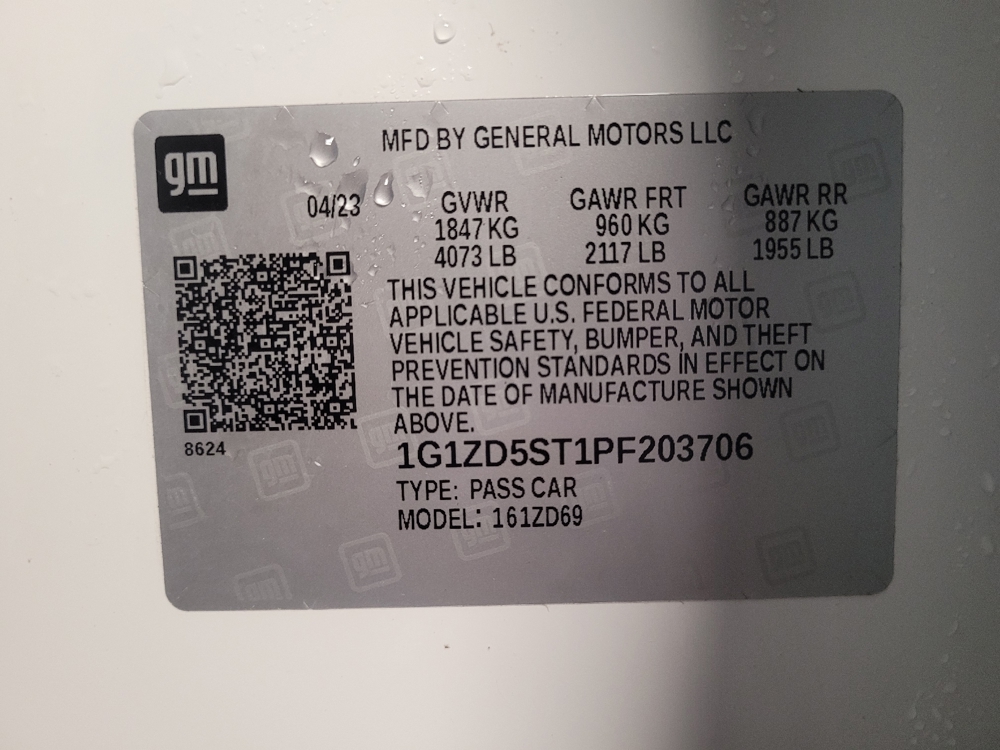 gm
MFD BY GENERAL MOTORS LLC
04/23
GVWR GAWR FRT GAWR RR
1847 KG 960 KG 887 KG
4073 LB 2117 LB 1955 LB
THIS VEHICLE CONFORMS TO ALL
APPLICABLE U.S. FEDERAL MOTOR
VEHICLE SAFETY, BUMPER, AND THEFT
PREVENTION STANDARDS IN EFFECT ON
THE DATE OF MANUFACTURE SHOWN
ABOVE.
8624
1G1ZD5ST1PF203706
TYPE: PASS CAR
MODEL: 161ZD69